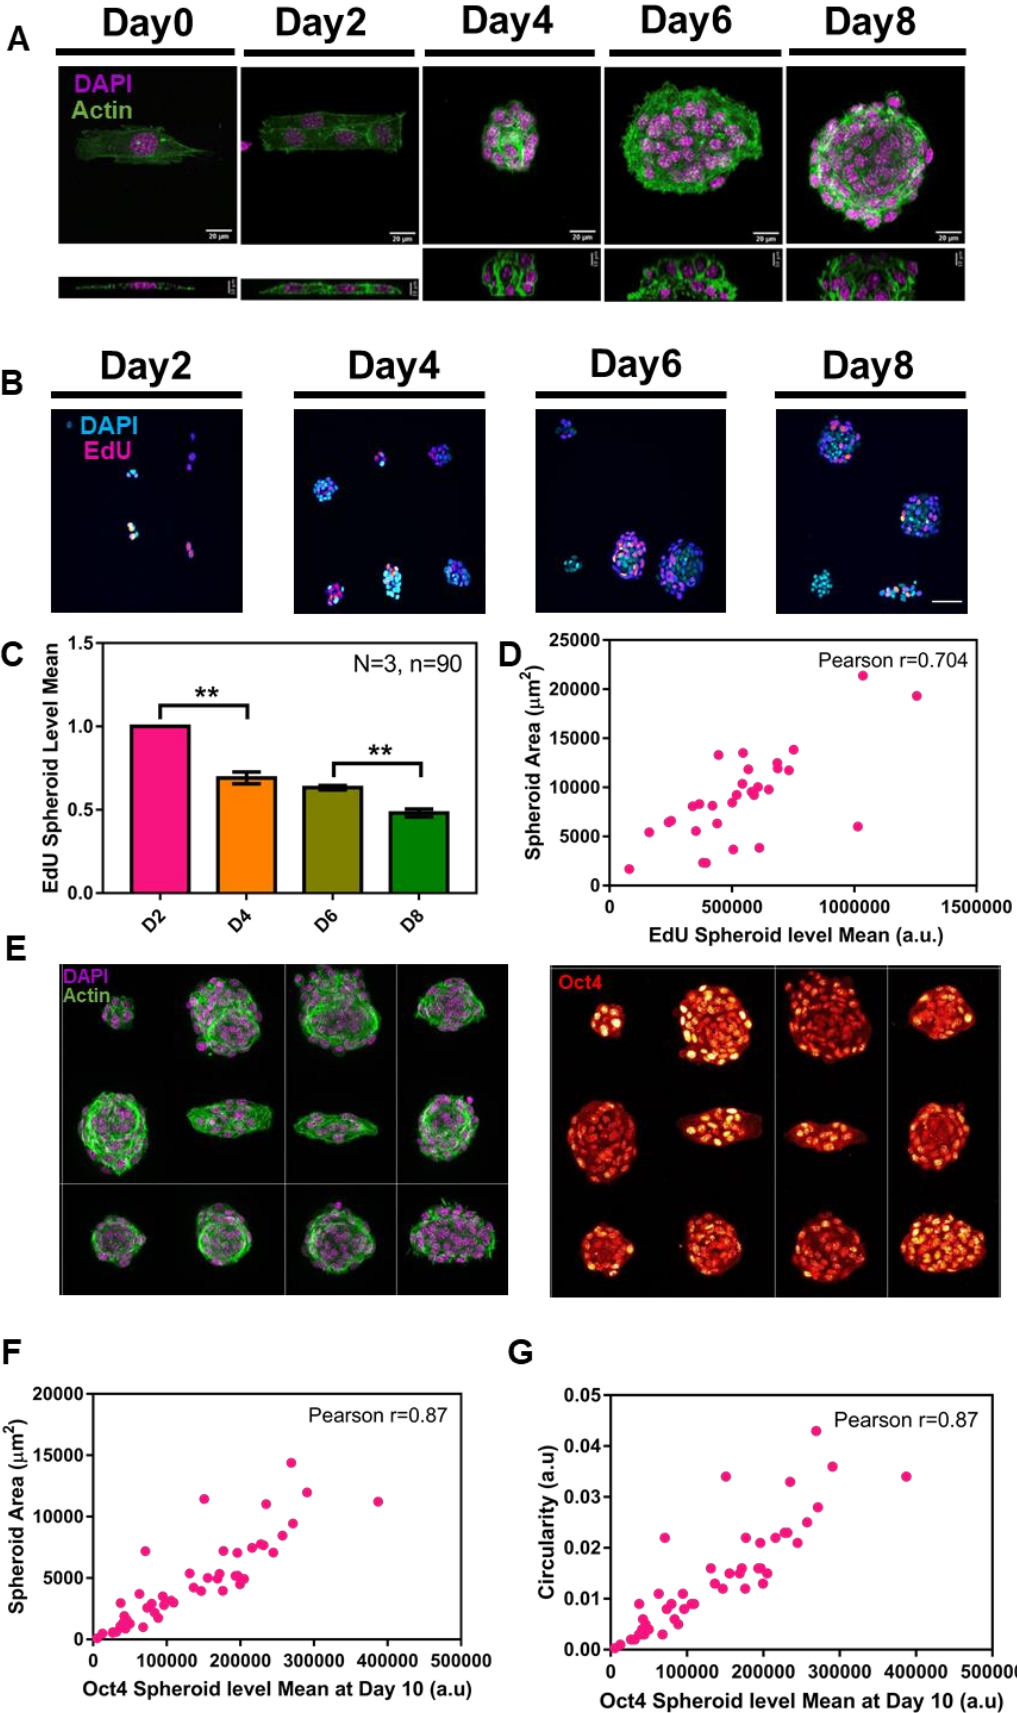 A
Day0 Day2 Day4 Day6 Day8
DAPI
Actin
20 μm 20 μm 20 μm 20 μm 20 μm
B
Day2 Day4 Day6 Day8
DAPI
EdU
C
EdU Spheroid Level Mean
1.5
1.0
0.5
0.0
N=3, n=90
** **
D2 D4 D6 D8
D
Spheroid Area (μm²)
25000
20000
15000
10000
5000
0
Pearson r=0.704
0 500000 1000000 1500000
EdU Spheroid level Mean (a.u.)
E
DAPI
Actin
Oct4
F
Spheroid Area (μm²)
20000
15000
10000
5000
0
Pearson r=0.87
0 100000 200000 300000 400000 500000
Oct4 Spheroid level Mean at Day 10 (a.u)
G
Circularity (a.u)
0.05
0.04
0.03
0.02
0.01
0.00
Pearson r=0.87
0 100000 200000 300000 400000
Oct4 Spheroid level Mean at Day 10 (a.u)